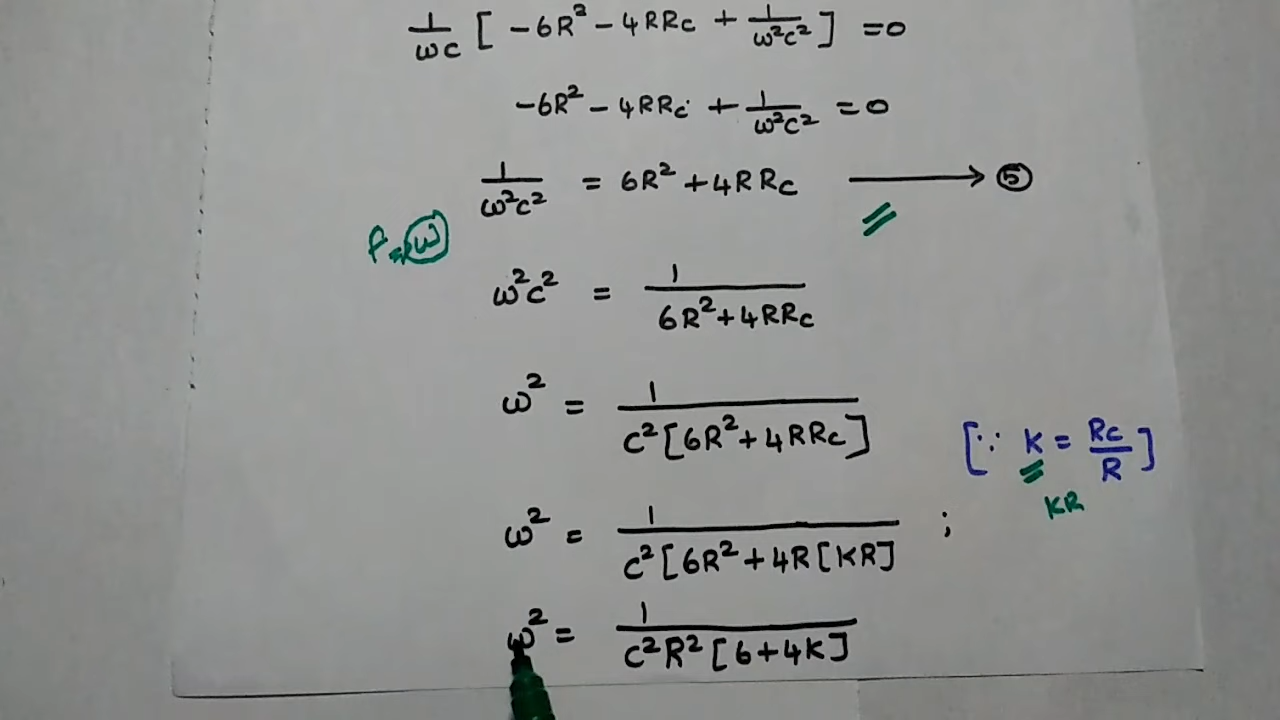 1/ωC [ -6R² - 4RRc + 1/ω²C² ] = 0
-6R² - 4RRc + 1/ω²C² = 0
1/ω²C² = 6R² + 4RRc ⟶ ⑤
ω
ω²C² = 1/6R² + 4RRc
ω² = 1/C²[6R² + 4RRc] [∵ K = Rc/R]
KR
ω² = 1/C²[6R² + 4R[KR] ;
ω² = 1/C²R²[6 + 4K]